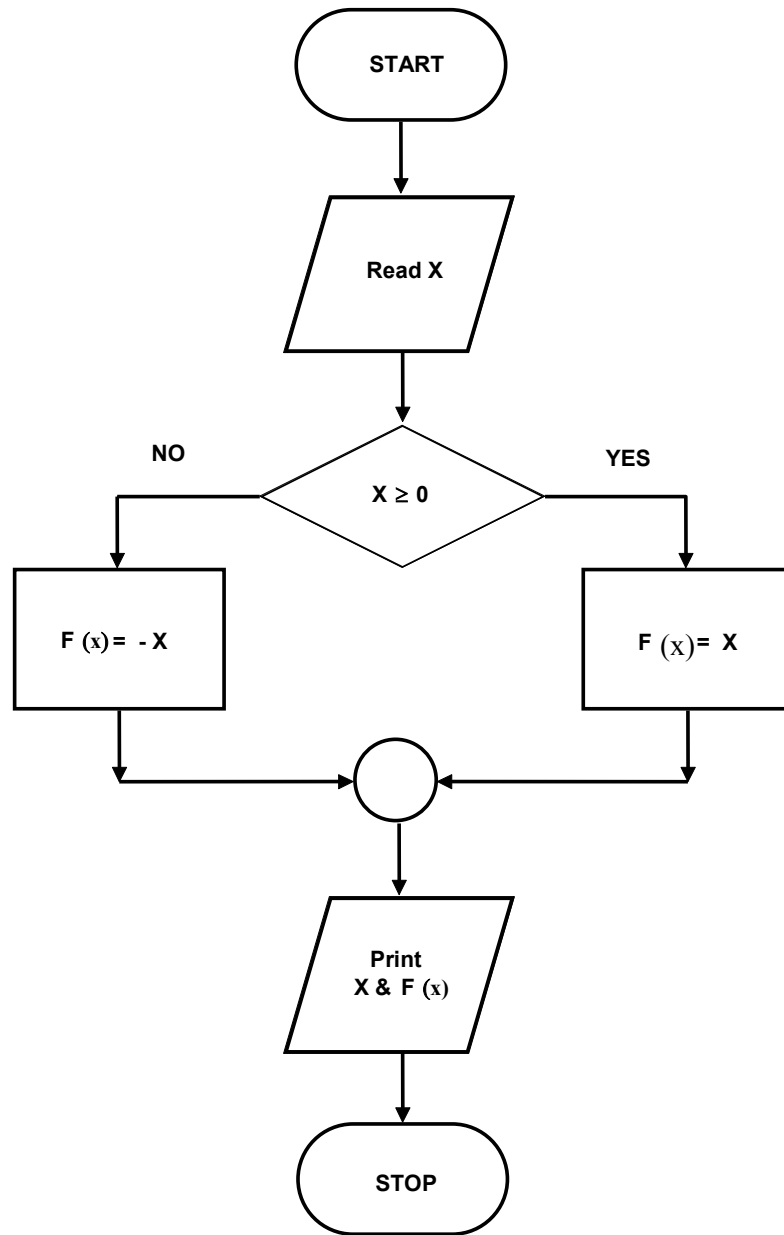 START
Read X
NO
YES
X ≥ 0
F (x) = - X
F (x) = X
Print
X & F (x)
STOP